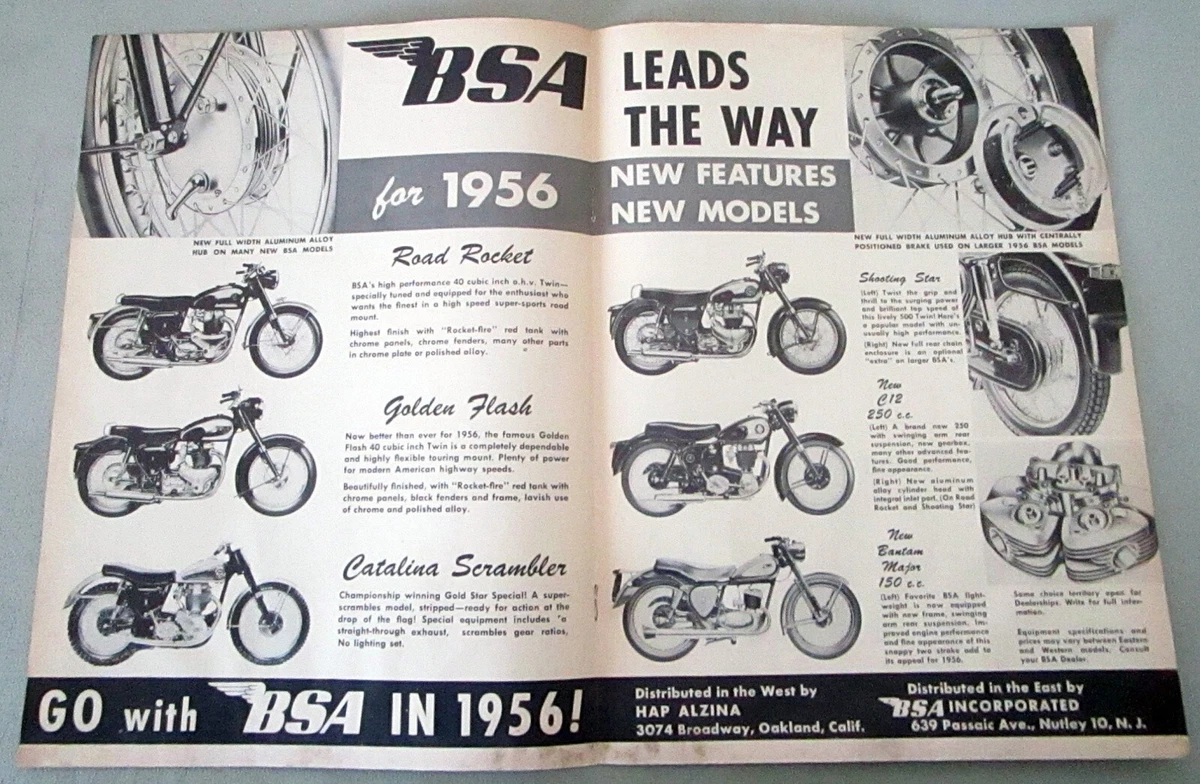 BSA
LEADS
THE WAY
for 1956
NEW FEATURES
NEW MODELS
NEW FULL WIDTH ALUMINUM ALLOY
HUB ON MANY NEW BSA MODELS
NEW FULL WIDTH ALUMINUM ALLOY HUB WITH CENTRALLY
POSITIONED BRAKE USED ON LARGER 1956 BSA MODELS
Road Rocket
BSA's high performance 40 cubic inch o.h.v. Twin—
specially tuned and equipped for the enthusiast who
wants the finest in a high speed super-sports road
mount.
Highest finish with "Rocket-fire" red tank with
chrome panels, chrome fenders, many other parts
in chrome plate or polished alloy.
Golden Flash
Now better than ever for 1956, the famous Golden
Flash 40 cubic inch Twin is a completely dependable
and highly flexible touring mount. Plenty of power
for modern American highway speeds.
Beautifully finished, with "Rocket-fire" red tank with
chrome panels, black fenders and frame, lavish use
of chrome and polished alloy.
Catalina Scrambler
Championship winning Gold Star Special! A super-
scrambles model, stripped—ready for action at the
drop of the flag! Special equipment includes a
straight-through exhaust, scrambles gear ratios.
No lighting set.
Shooting Star
(Left) Twist the grip and
thrill to the surging power
and brilliant top speed of
this lively 500 Twin! Here's
a popular model with un-
usually high performance.
(Right) New full rear chain
enclosure is an optional
"extra" on larger BSA's.
New
C12
250 c.c.
(Left) A brand new 250
with swinging arm rear
suspension, new gearbox,
many other advanced fea-
tures. Good performance,
fine appearance.
(Right) New aluminum
alloy cylinder head with
integral inlet port. (On Road
Rocket and Shooting Star)
New
Bantam
Major
150 c.c.
(Left) Favorite BSA light-
weight is now equipped
with new frame, swinging
arm rear suspension. Im-
proved engine performance
and fine appearance of this
snappy two stroke add to
its appeal for 1956.
Some choice territory open for
Dealerships. Write for full infor-
mation.
Equipment specifications and
prices may vary between Eastern
and Western models. Consult
your BSA Dealer.
GO with BSA IN 1956!
Distributed in the West by
HAP ALZINA
3074 Broadway, Oakland, Calif.
Distributed in the East by
BSA INCORPORATED
639 Passaic Ave., Nutley 10, N. J.